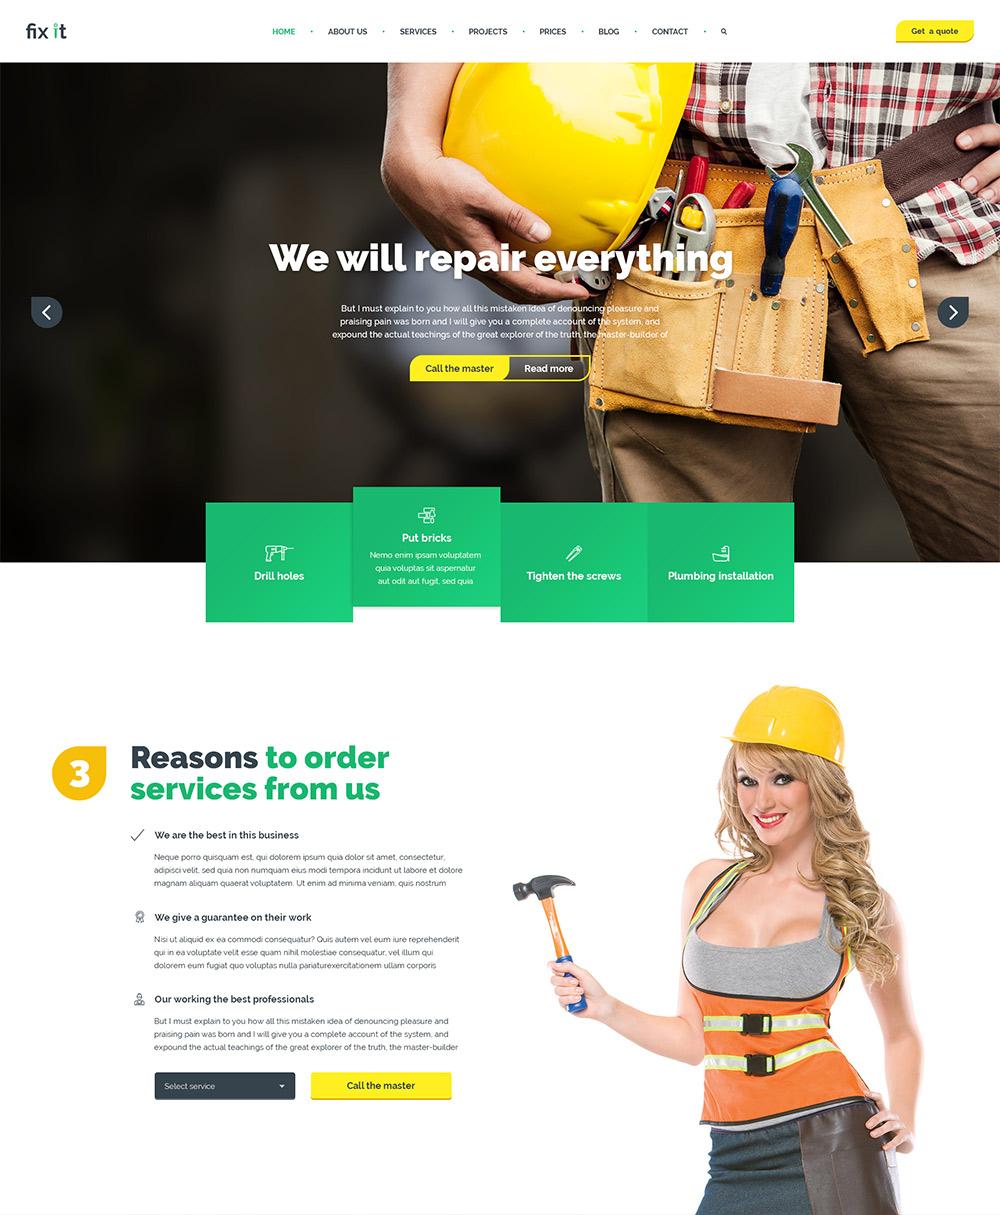 fix it
HOME • ABOUT US • SERVICES • PROJECTS • PRICES • BLOG • CONTACT •
Get a quote
We will repair everything
But I must explain to you how all this mistaken idea of denouncing pleasure and
praising pain was born and I will give you a complete account of the system, and
expound the actual teachings of the great explorer of the truth, the master-builder of
Call the master
Read more
Drill holes
Put bricks
Nemo enim ipsam voluptatem
quia voluptas sit aspernatur
aut odit aut fugit, sed quia
Tighten the screws
Plumbing installation
3
Reasons to order
services from us
We are the best in this business
Neque porro quisquam est, qui dolorem ipsum quia dolor sit amet, consectetur,
adipisci velit, sed quia non numquam eius modi tempora incidunt ut labore et dolore
magnam aliquam quaerat voluptatem. Ut enim ad minima veniam, quis nostrum
We give a guarantee on their work
Nisi ut aliquid ex ea commodi consequatur? Quis autem vel eum iure reprehenderit
qui in ea voluptate velit esse quam nihil molestiae consequatur, vel illum qui
dolorem eum fugiat quo voluptas nulla pariaturexercitationem ullam corporis
Our working the best professionals
But I must explain to you how all this mistaken idea of denouncing pleasure and
praising pain was born and I will give you a complete account of the system, and
expound the actual teachings of the great explorer of the truth, the master-builder
Select service
Call the master